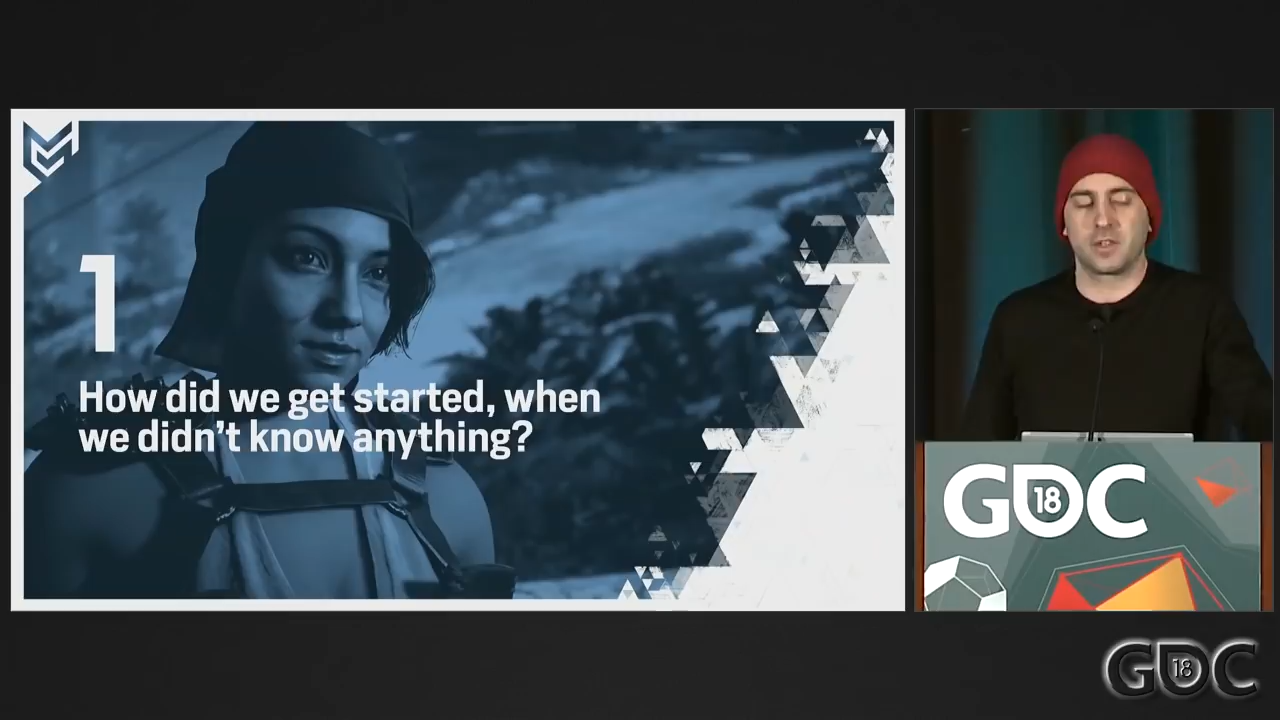 1
How did we get started, when
we didn't know anything?
GDC
18
GDC
18